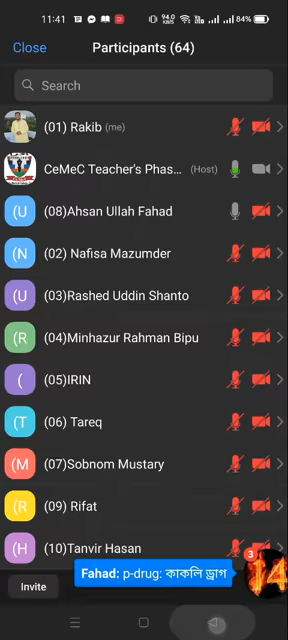 11:41 94.0 KB/S 84%
Close Participants (64)
Search
(01) Rakib (me)
CeMeC Teacher's Phas... (Host)
(U (08)Ahsan Ullah Fahad
(N (02) Nafisa Mazumder
(U (03)Rashed Uddin Shanto
(R (04)Minhazur Rahman Bipu
( (05)IRIN
(T (06) Tareq
(M (07)Sobnom Mustary
(R (09) Rifat
(H (10)Tanvir Hasan
3
Fahad: p-drug: কাকলি ড্রাগ
14
Invite